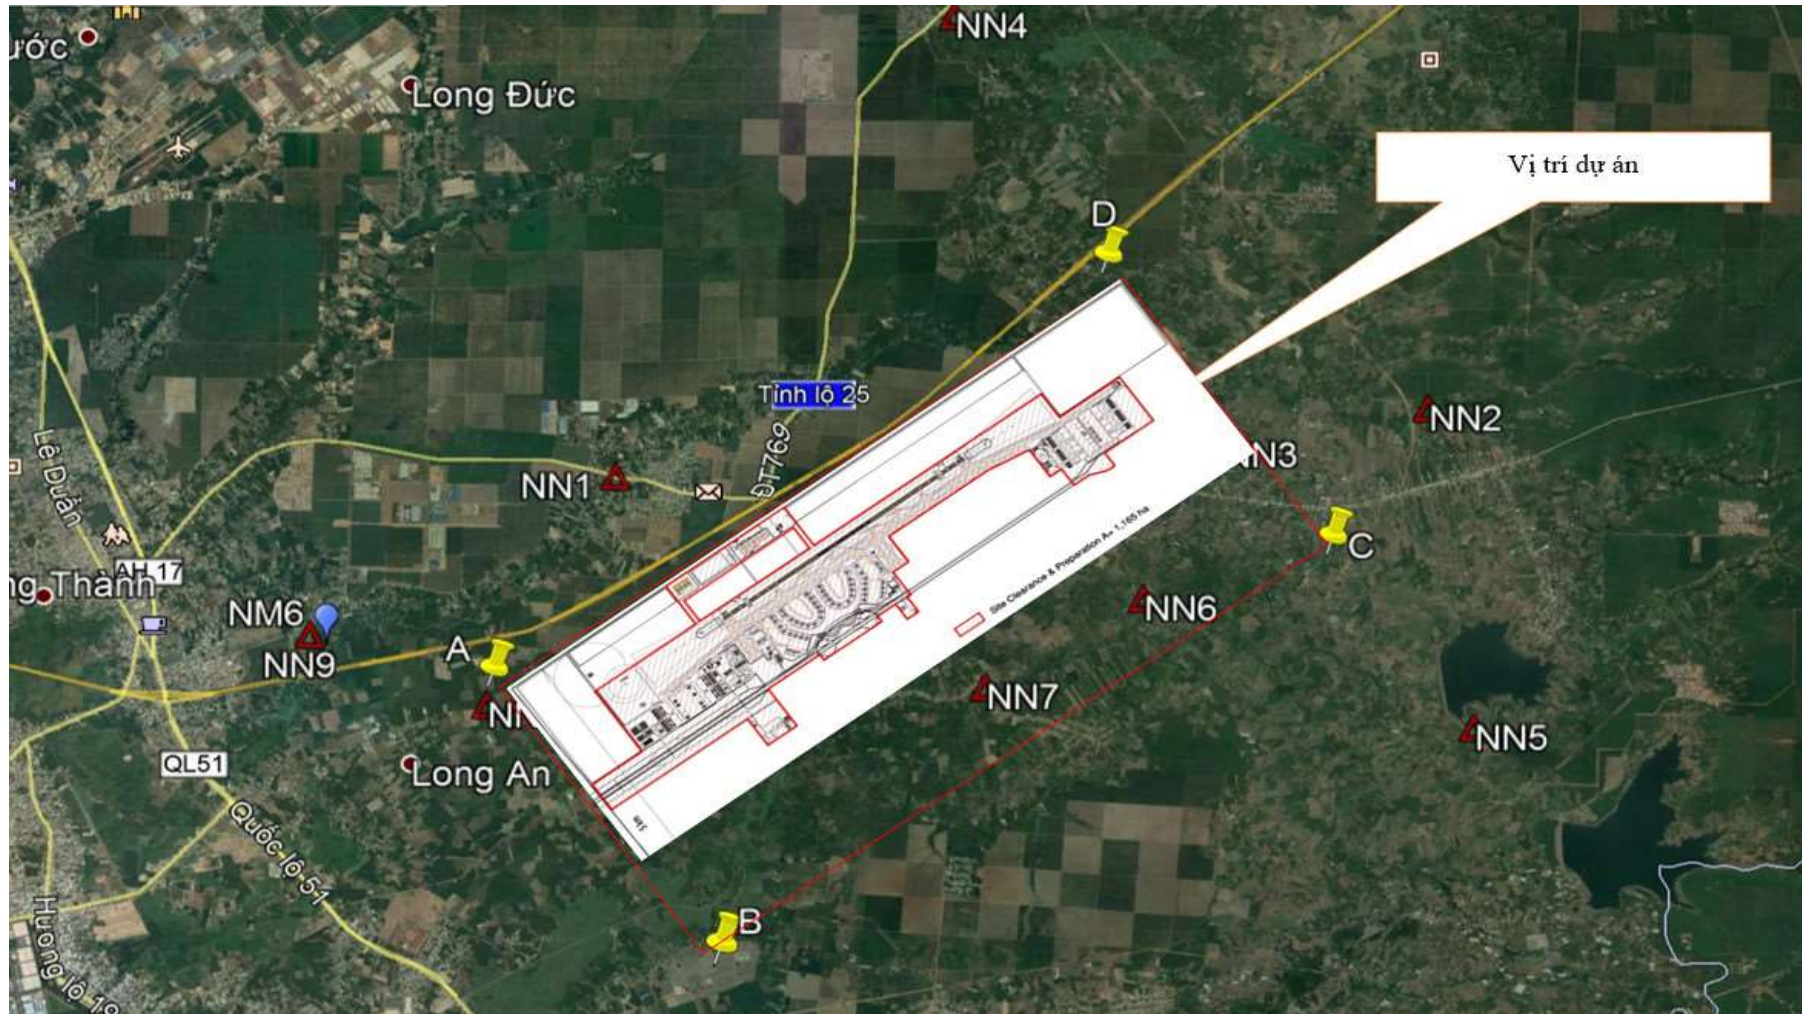 NN4
ước
Long Đức
Vị trí dự án
D
Tỉnh lộ 25
NN2
Lê Duẩn
ĐT769
NN3
NN1
C
Site Clearance & Preparation A= 1,165 ha
AH 17
ng Thành
NM6
NN6
A
NN9
NN7
NN5
QL51
Long An
5 km
Quốc lộ 51
B
Hương lộ 19